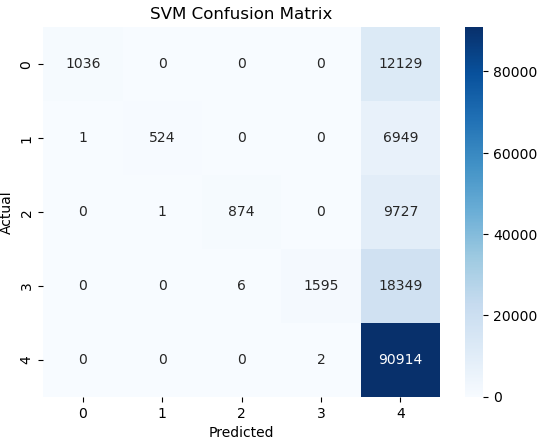 SVM Confusion Matrix
0 1036 0 0 0 12129
1 1 524 0 0 6949
2 0 1 874 0 9727
3 0 0 6 1595 18349
4 0 0 0 2 90914
0 1 2 3 4
Actual
Predicted
80000
60000
40000
20000
0